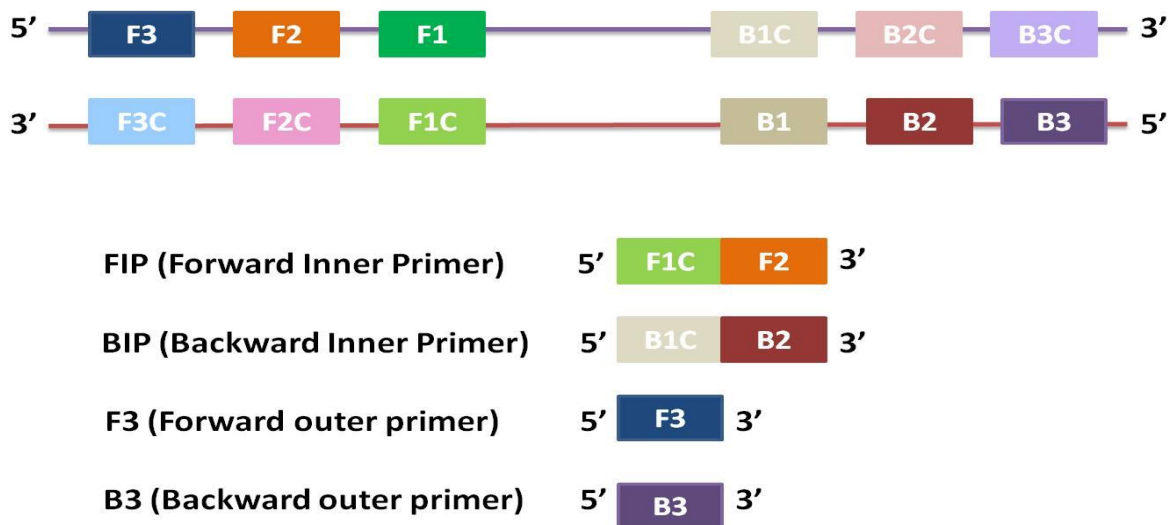 5’ F3 F2 F1 B1C B2C B3C 3’
3’ F3C F2C F1C B1 B2 B3 5’
FIP (Forward Inner Primer) 5’ F1C F2 3’
BIP (Backward Inner Primer) 5’ B1C B2 3’
F3 (Forward outer primer) 5’ F3 3’
B3 (Backward outer primer) 5’ B3 3’